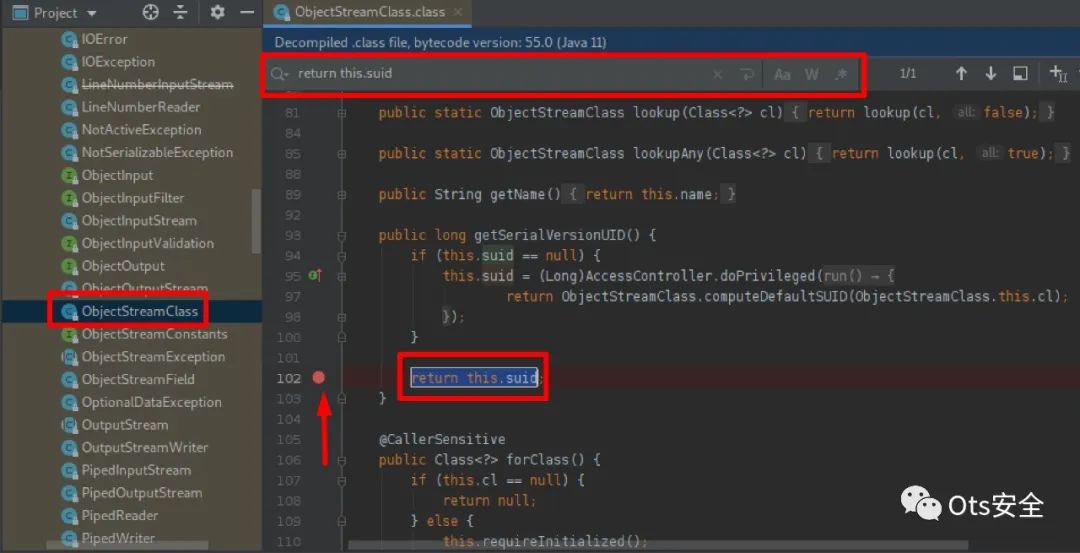 Project
IOError
IOException
LineNumberInputStream
LineNumberReader
NotActiveException
NotSerializableException
ObjectInput
ObjectInputFilter
ObjectInputStream
ObjectInputValidation
ObjectOutput
ObjectOutputStream
ObjectStreamClass
ObjectStreamConstants
ObjectStreamException
ObjectStreamField
OptionalDataException
OutputStream
OutputStreamWriter
PipedInputStream
PipedOutputStream
PipedReader
PipedWriter
ObjectStreamClass.class ×
Decompiled .class file, bytecode version: 55.0 (Java 11)
return this.suid × Aa W .* 1/1
81 public static ObjectStreamClass lookup(Class<?> cl) { return lookup(cl, all: false); }
84
85 public static ObjectStreamClass lookupAny(Class<?> cl) { return lookup(cl, all: true); }
88
89 public String getName() { return this.name; }
92
93 public long getSerialVersionUID() {
94 if (this.suid == null) {
95 this.suid = (Long)AccessController.doPrivileged(run() → {
97 return ObjectStreamClass.computeDefaultSUID(ObjectStreamClass.this.cl);
98 });
100 }
101
102 return this.suid;
103 }
104
105 @CallerSensitive
106 public Class<?> forClass() {
107 if (this.cl == null) {
108 return null;
109 } else {
110 this.requireInitialized();
Ots安全